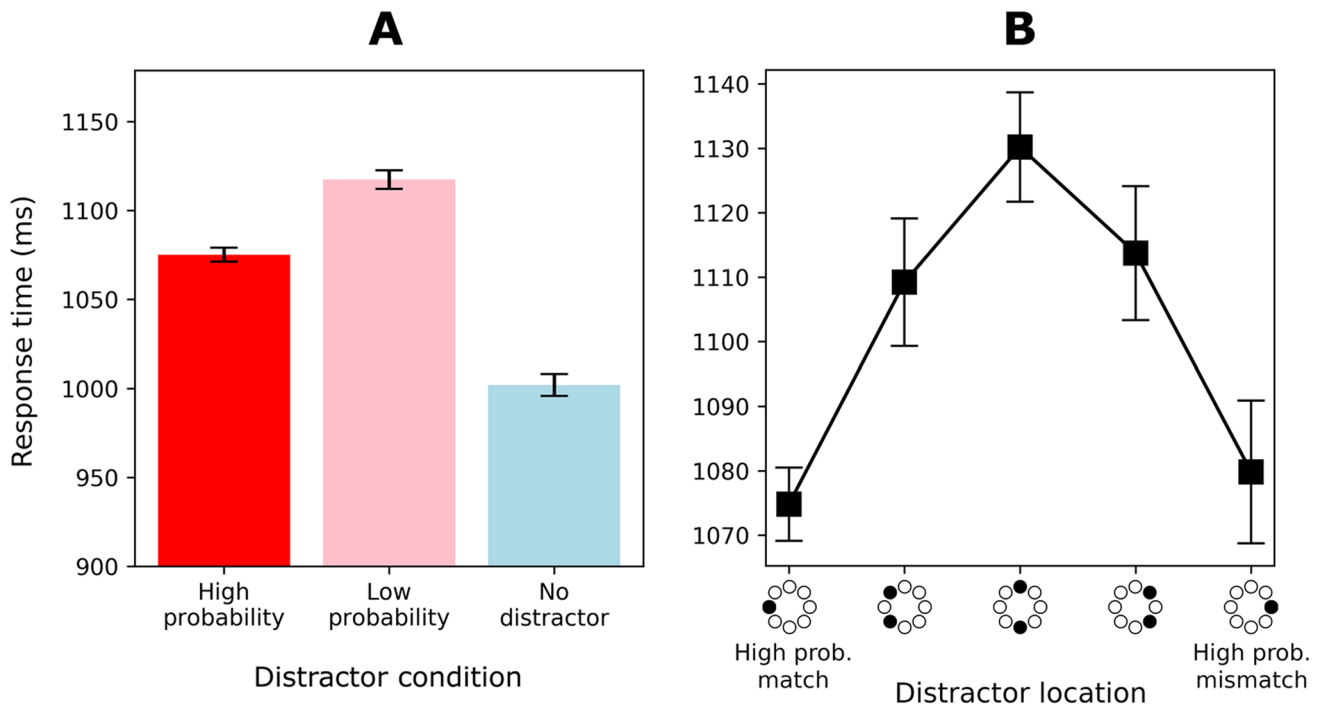 A
Response time (ms)
1150
1100
1050
1000
950
900
High
probability
Low
probability
No
distractor
Distractor condition
B
1140
1130
1120
1110
1100
1090
1080
1070
High prob.
match
High prob.
mismatch
Distractor location